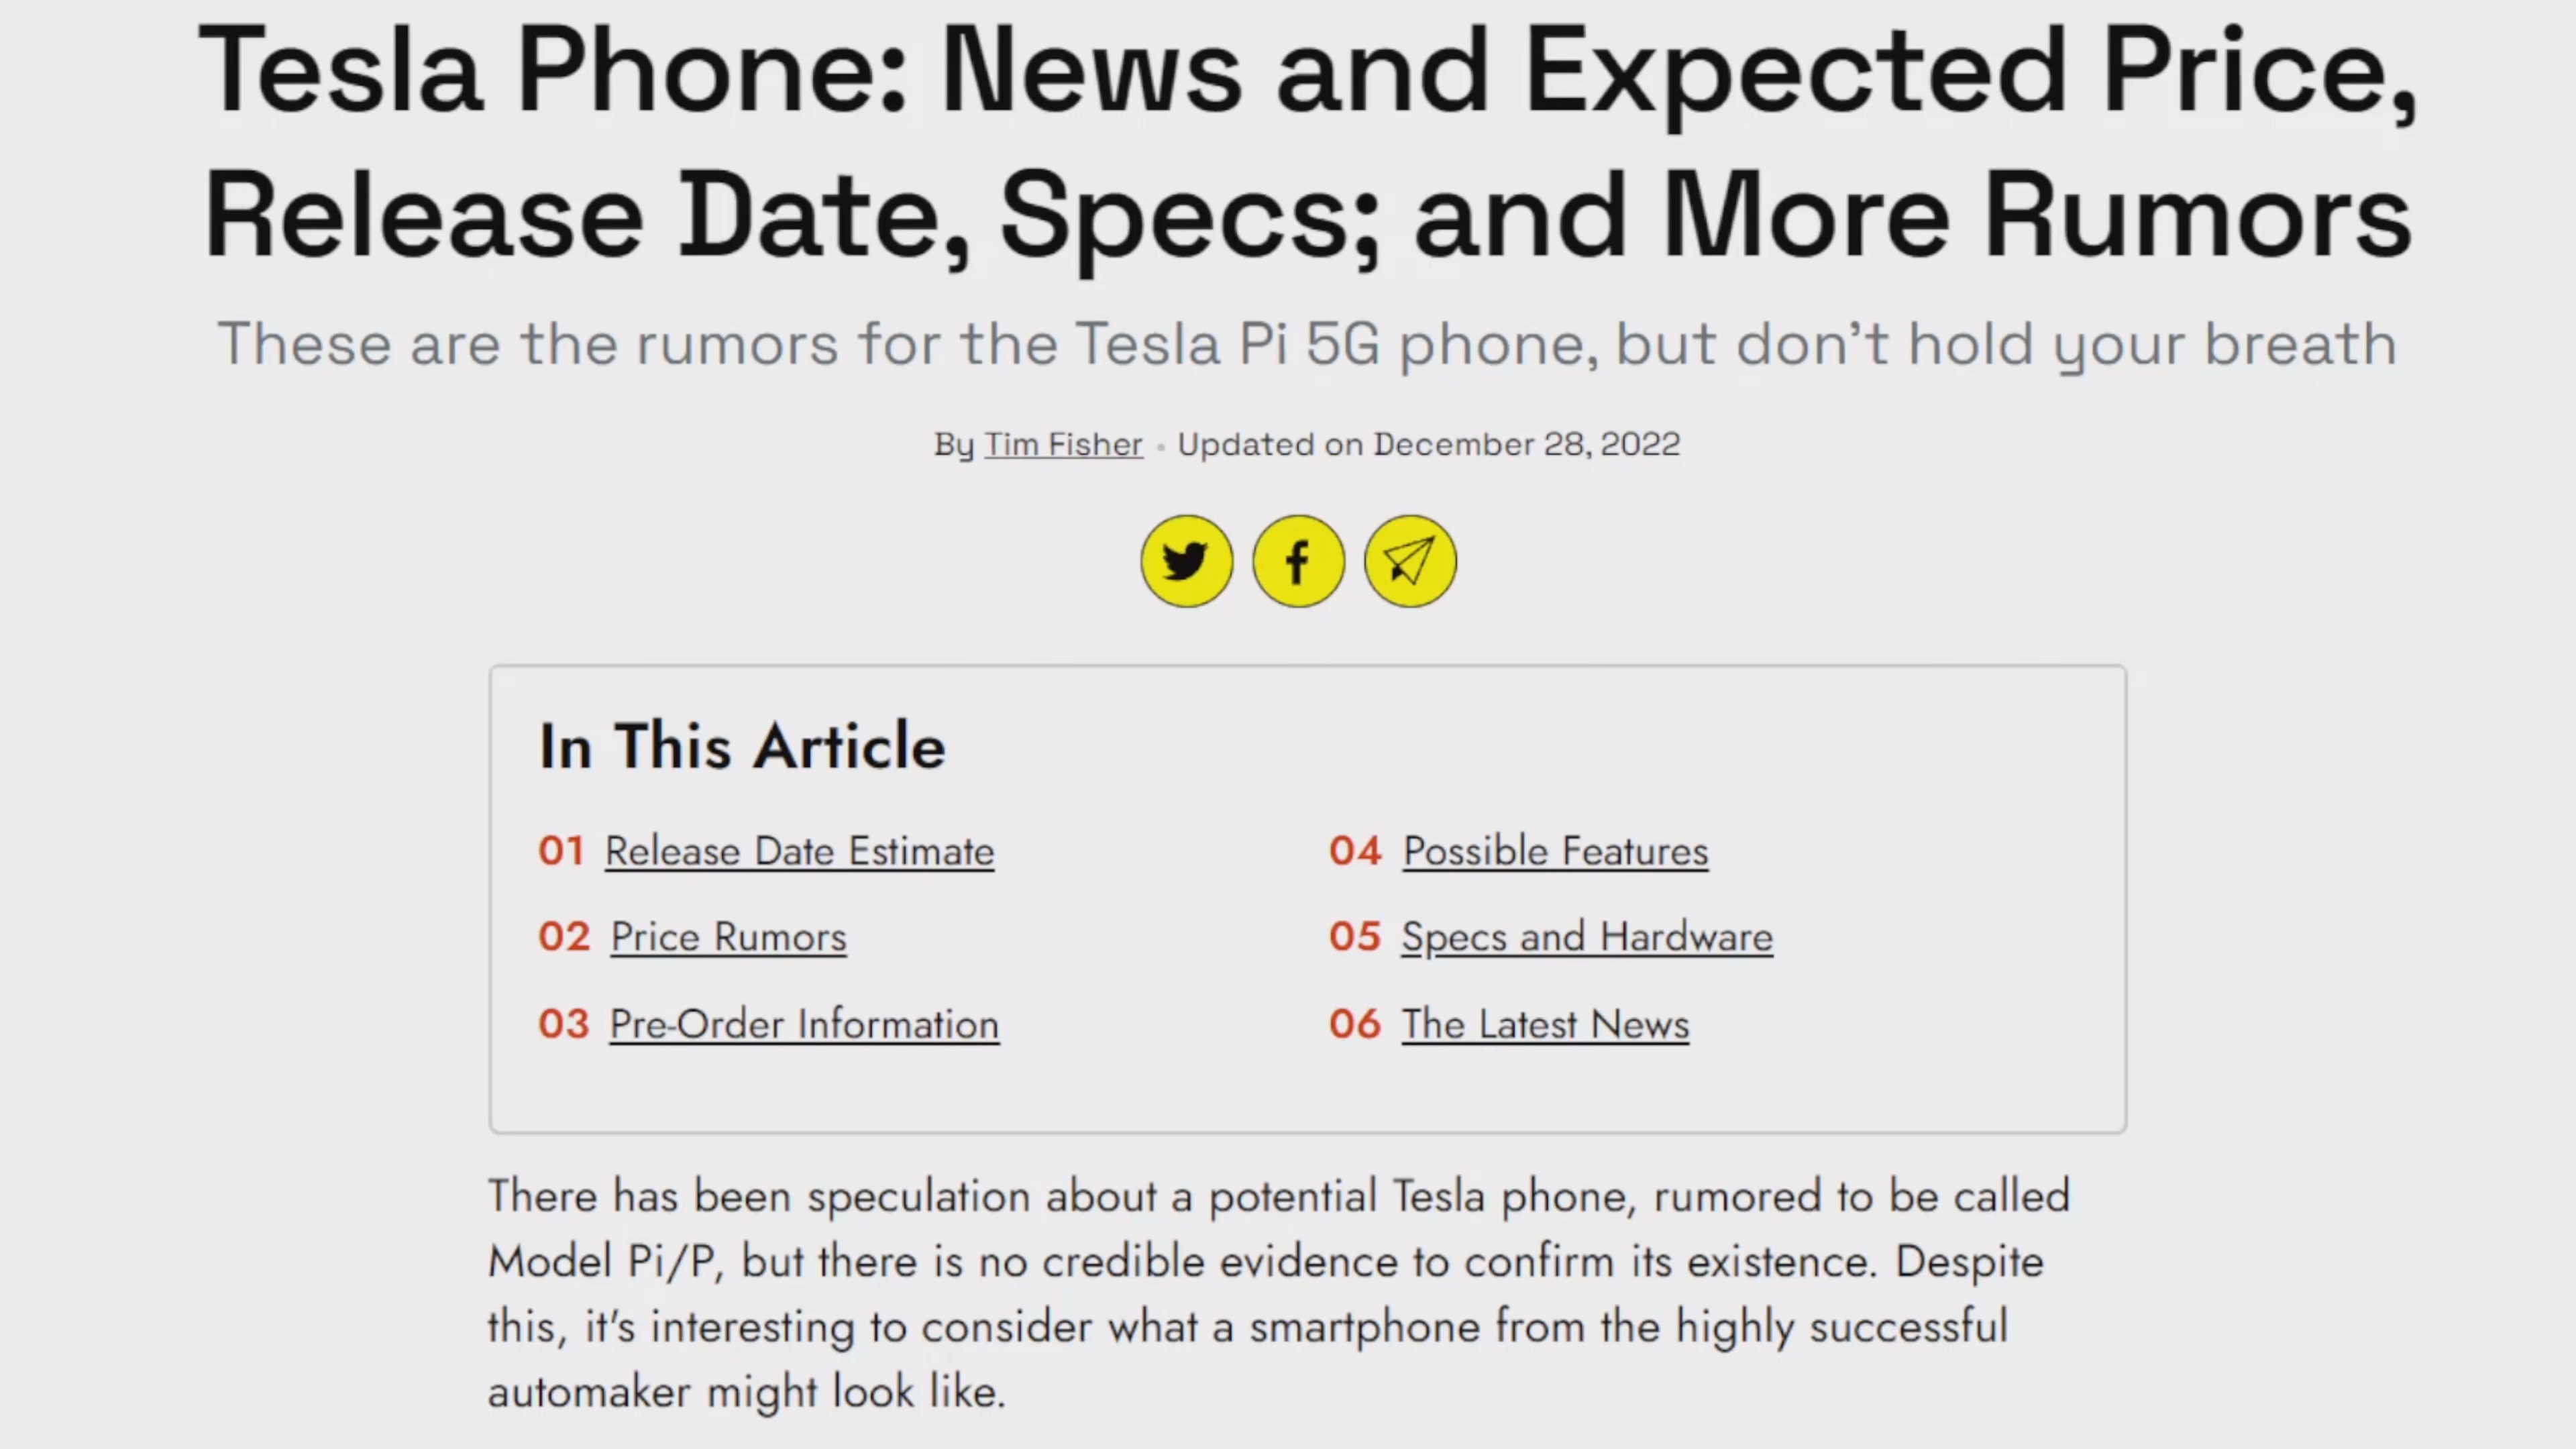 Tesla Phone: News and Expected Price,
Release Date, Specs; and More Rumors
These are the rumors for the Tesla Pi 5G phone, but don't hold your breath
By Tim Fisher • Updated on December 28, 2022
In This Article
01 Release Date Estimate
02 Price Rumors
03 Pre-Order Information
04 Possible Features
05 Specs and Hardware
06 The Latest News
There has been speculation about a potential Tesla phone, rumored to be called
Model Pi/P, but there is no credible evidence to confirm its existence. Despite
this, it's interesting to consider what a smartphone from the highly successful
automaker might look like.